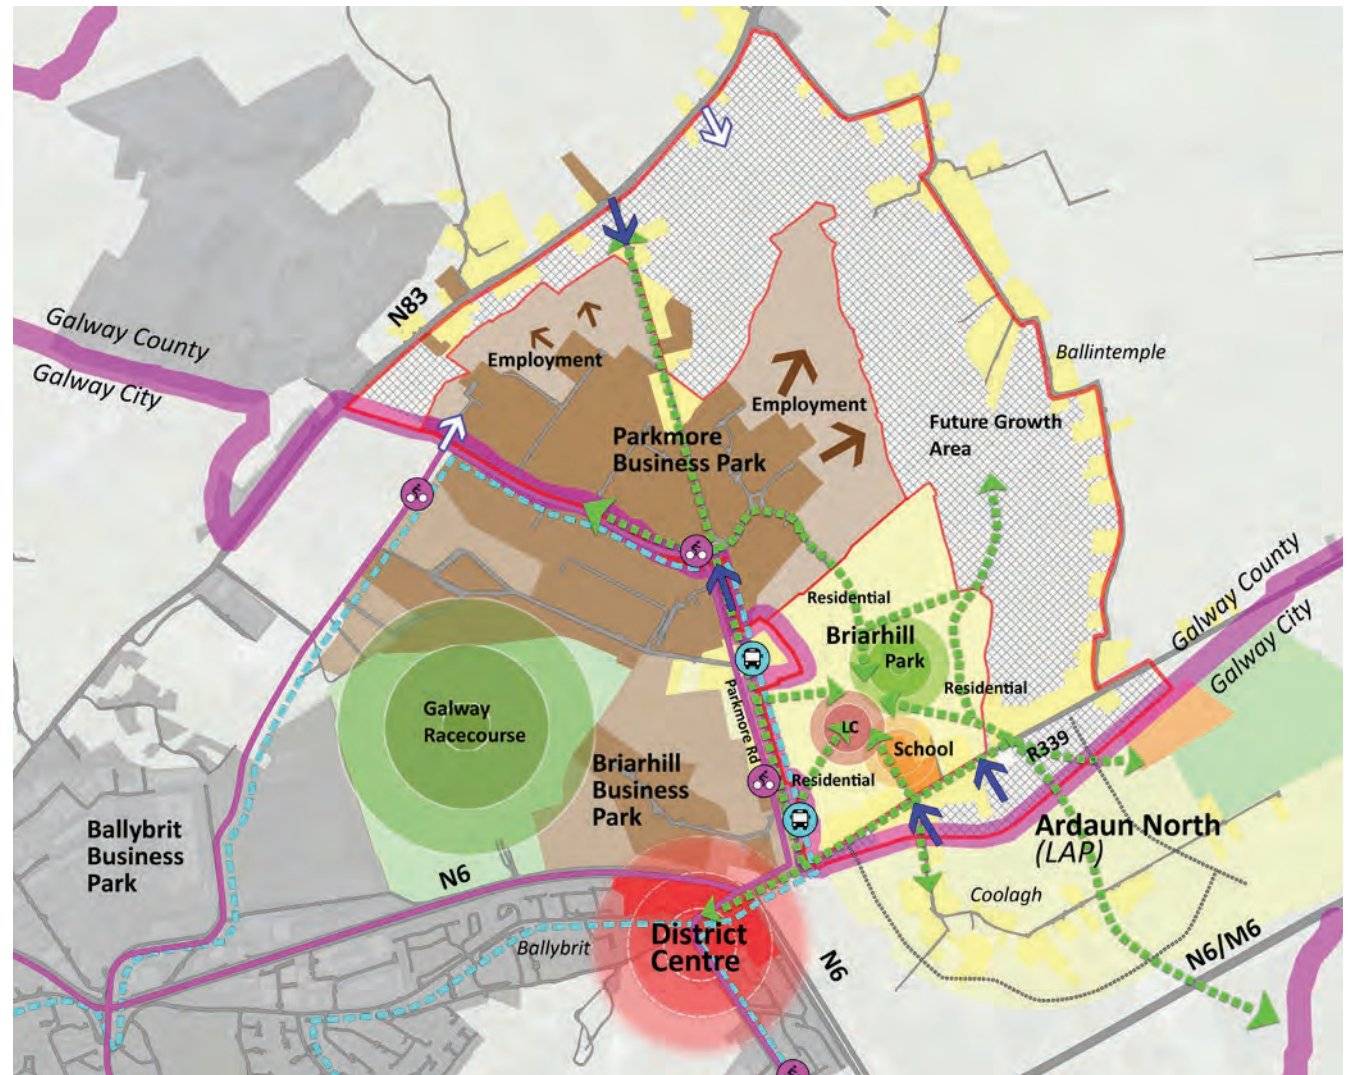 N83
Galway County
Galway City
Employment
Ballintemple
Employment
Future Growth
Area
Parkmore
Business Park
Galway County
Galway City
Residential
Briarhill
Park
Residential
Galway
Racecourse
Parkmore Rd
LC
School
R339
Briarhill
Business
Park
Residential
Ballybrit
Business
Park
Ardaun North
(LAP)
N6
Coolagh
District
Centre
Ballybrit
N6
N6/M6